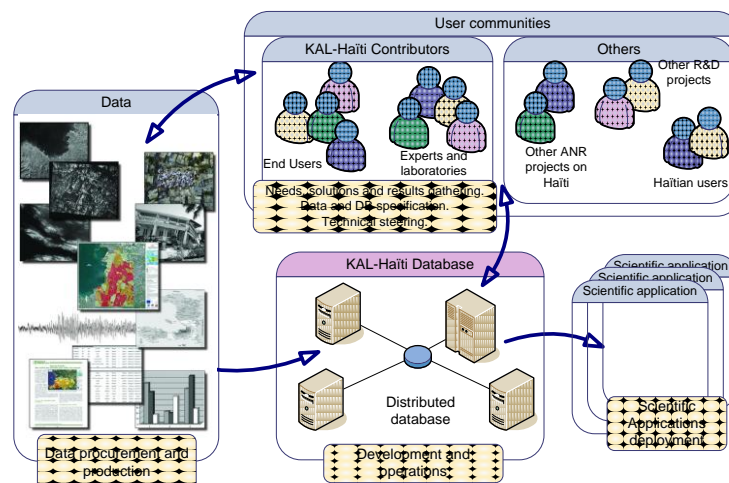 User communities
KAL-Haïti Contributors
Others
Other R&D
projects
Data
End Users
Experts and
laboratories
Other ANR
projects on
Haïti
Haïtian users
Needs, solutions and results gathering.
Data and DB specification.
Technical steering.
KAL-Haïti Database
Scientific application
Scientific application
Scientific application
Distributed
database
Data procurement and
production
Development and
operations
Scientific
Applications
deployment